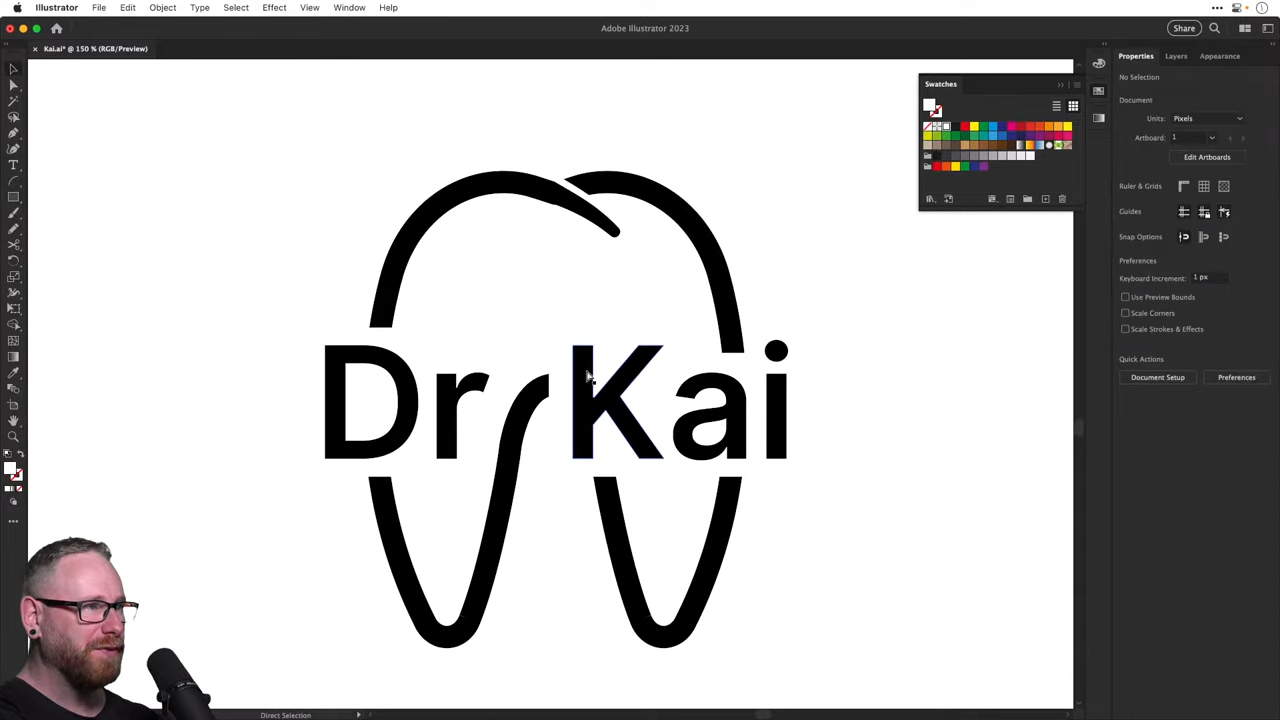 Illustrator File Edit Object Type Select Effect View Window Help
Adobe Illustrator 2023
Share
Kai.ai* @ 150 % (RGB/Preview)
Properties Layers Appearance
No Selection
Document
Units: Pixels
Artboard: 1
Edit Artboards
Ruler & Grids
Guides
Snap Options
Preferences
Keyboard Increment: 1 px
Use Preview Bounds
Scale Corners
Scale Strokes & Effects
Quick Actions
Document Setup Preferences
Swatches
Dr Kai
Direct Selection